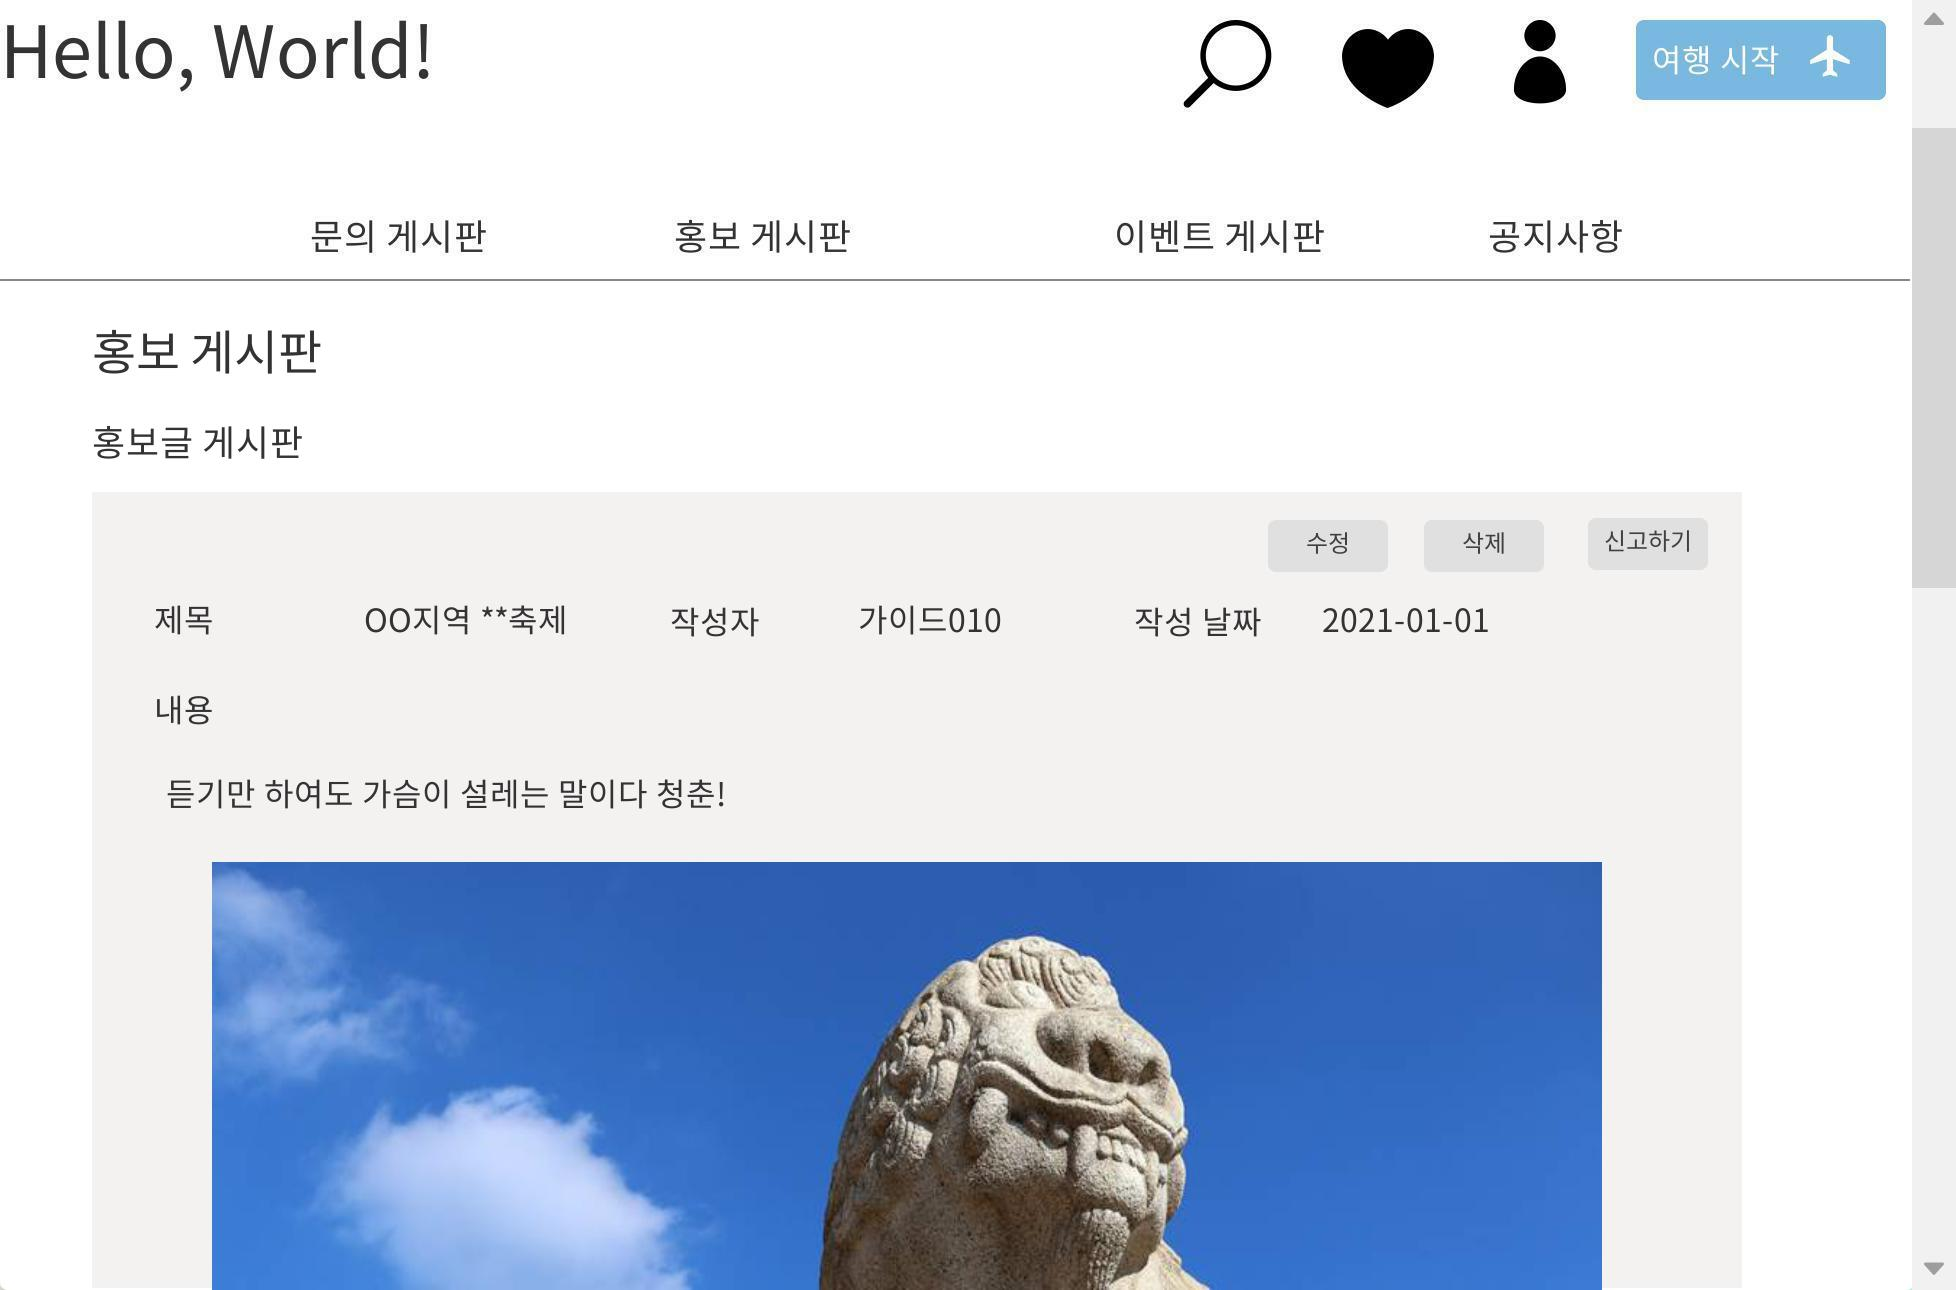 Hello, World!
여행 시작
문의 게시판 홍보 게시판 이벤트 게시판 공지사항
홍보 게시판
홍보글 게시판
수정 삭제 신고하기
제목 OO지역 **축제 작성자 가이드010 작성 날짜 2021-01-01
내용
듣기만 하여도 가슴이 설레는 말이다 청춘!